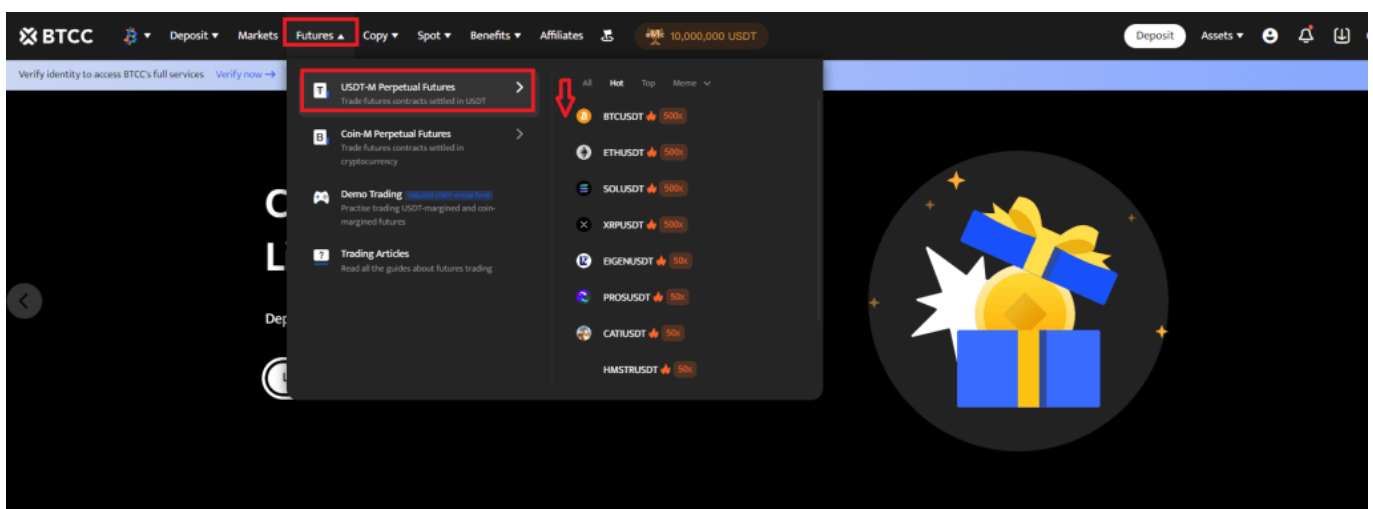 BTCC Deposit Markets Futures Copy Spot Benefits Affiliates 10,000,000 USDT Deposit Assets
Verify identity to access BTCC's full services Verify now →
USDT-M Perpetual Futures
Trade futures contracts settled in USDT
Coin-M Perpetual Futures
Trade futures contracts settled in
cryptocurrency
Demo Trading
Practise trading USDT-margined and coin-
margined futures
Trading Articles
Read all the guides about futures trading
All Hot Top Meme
BTCUSDT 500x
ETHUSDT 500x
SOLUSDT 500x
XRPUSDT 500x
EIGENUSDT 50x
PROSUSDT 50x
CATIUSDT 50x
HMSTRUSDT 50x
C
L
Dep